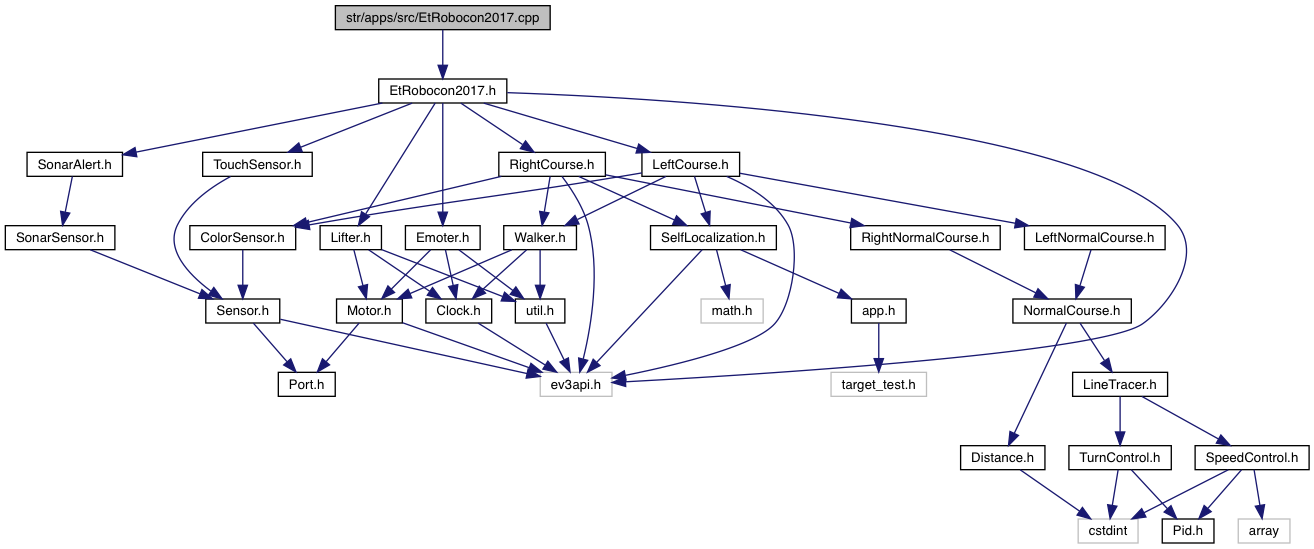 str/apps/src/EtRobocon2017.cpp
EtRobocon2017.h
SonarAlert.h
TouchSensor.h
RightCourse.h
LeftCourse.h
SonarSensor.h
ColorSensor.h
Lifter.h
Emoter.h
Walker.h
SelfLocalization.h
RightNormalCourse.h
LeftNormalCourse.h
Sensor.h
Motor.h
Clock.h
util.h
math.h
app.h
NormalCourse.h
Port.h
ev3api.h
target_test.h
LineTracer.h
Distance.h
TurnControl.h
SpeedControl.h
cstdint
Pid.h
array